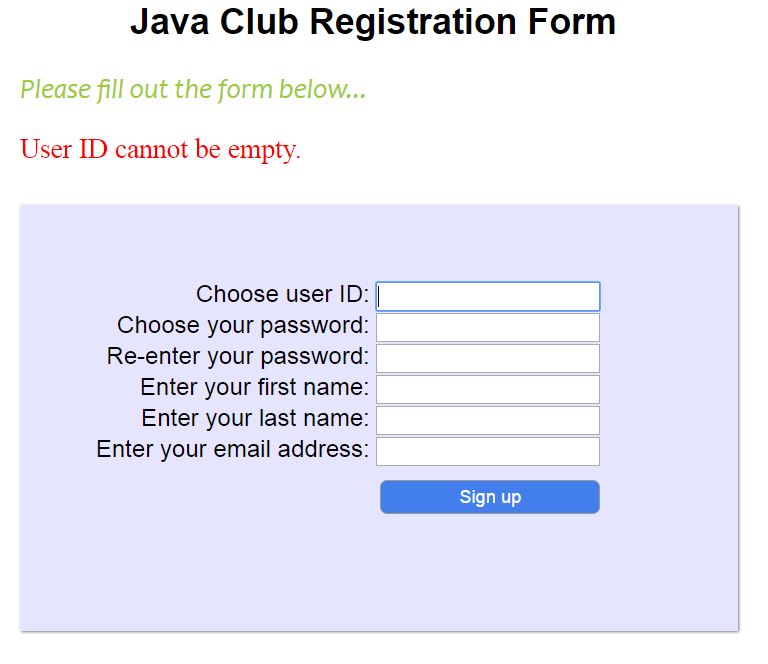 Java Club Registration Form
Please fill out the form below...
User ID cannot be empty.
Choose user ID:
Choose your password:
Re-enter your password:
Enter your first name:
Enter your last name:
Enter your email address:
Sign up